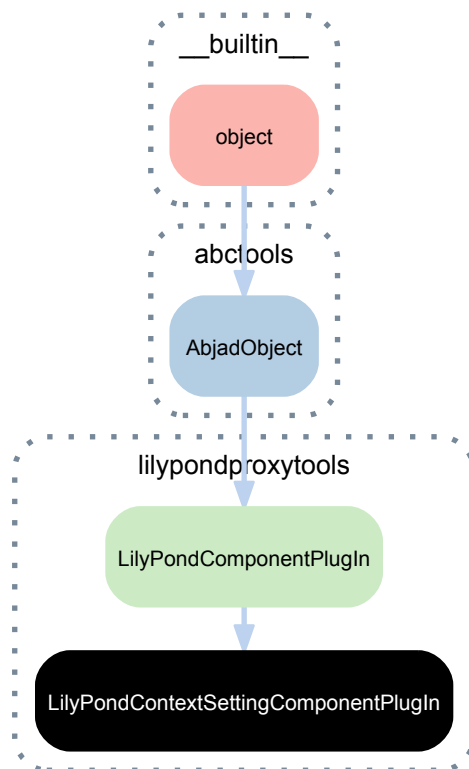 __builtin__
object
abctools
AbjadObject
lilypondproxytools
LilyPondComponentPlugIn
LilyPondContextSettingComponentPlugIn